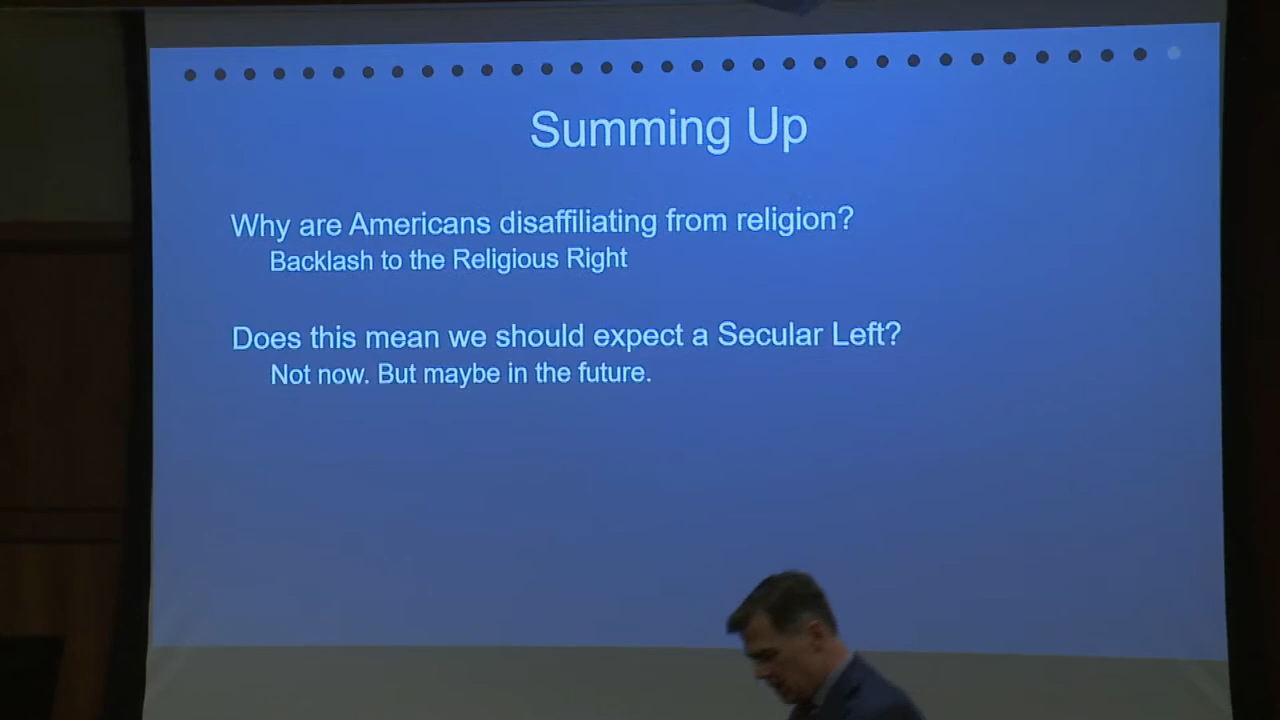 Summing Up
Why are Americans disaffiliating from religion?
Backlash to the Religious Right
Does this mean we should expect a Secular Left?
Not now. But maybe in the future.